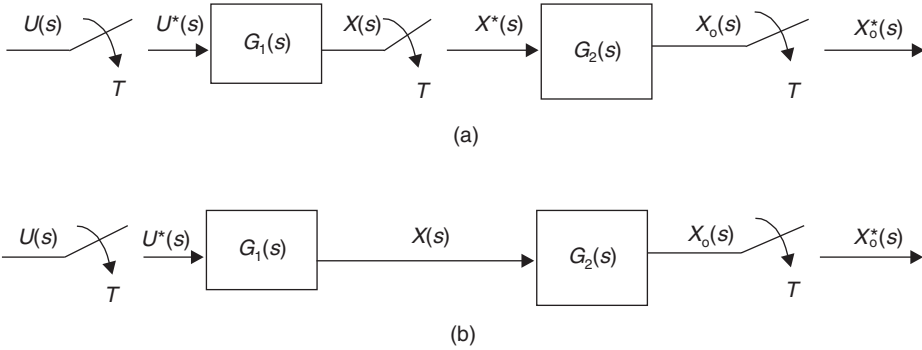 U(s) U*(s) G₁(s) X(s) X*(s) G₂(s) Xₒ(s) Xₒ*(s)
T T T
(a)
U(s) U*(s) G₁(s) X(s) G₂(s) Xₒ(s) Xₒ*(s)
T T
(b)